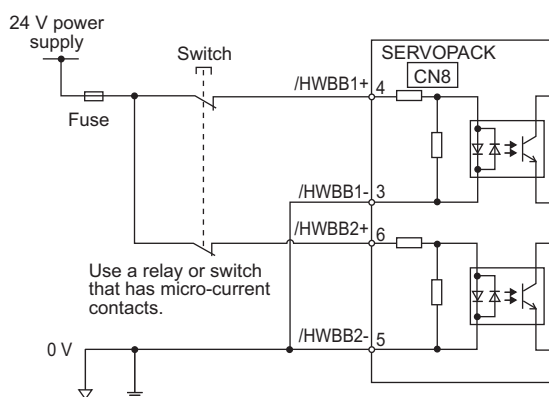 24 V power
supply
Switch
SERVOPACK
CN8
/HWBB1+
4
Fuse
/HWBB1-
3
/HWBB2+
6
Use a relay or switch
that has micro-current
contacts.
/HWBB2-
5
0 V